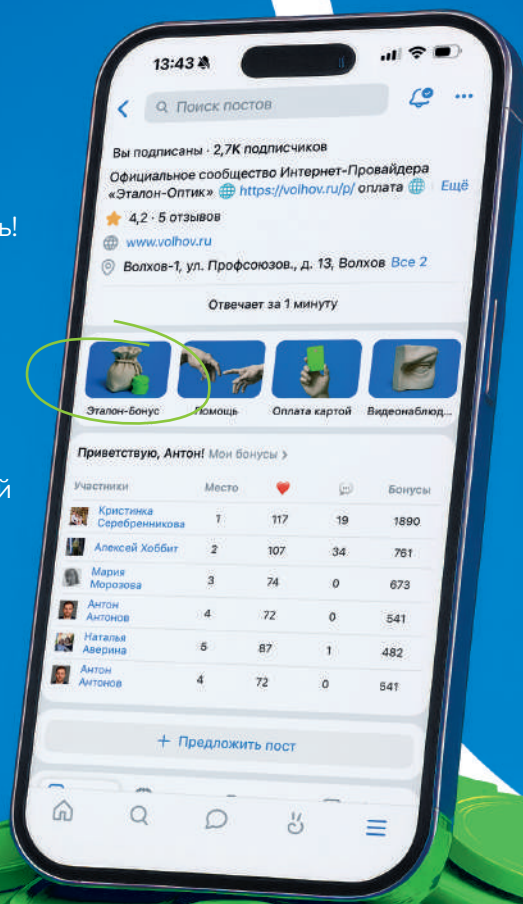 13:43
Поиск постов
Вы подписаны · 2,7K подписчиков
Официальное сообщество Интернет-Провайдера
«Эталон-Оптик» https://volhov.ru/p/ оплата Ещё
4,2 · 5 отзывов
ь!
www.volhov.ru
Волхов-1, ул. Профсоюзов., д. 13, Волхов Все 2
Отвечает за 1 минуту
Эталон-Бонус Помощь Оплата картой Видеонаблюд...
Приветствую, Антон! Мои бонусы >
й
Участники Место Бонусы
Кристинка
Серебренникова 1 117 19 1890
Алексей Хоббит 2 107 34 761
Мария
Морозова 3 74 0 673
Антон
Антонов 4 72 0 541
Наталья
Аверина 5 87 1 482
Антон
Антонов 4 72 0 541
+ Предложить пост